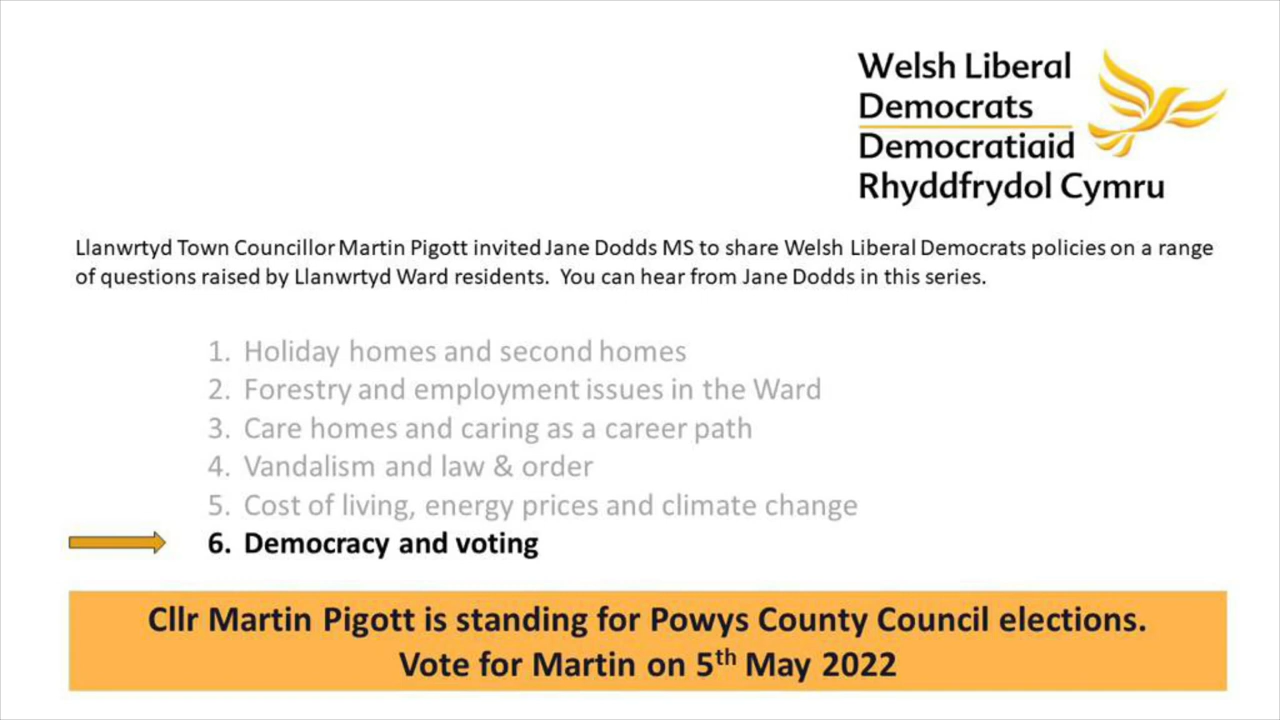 Welsh Liberal
Democrats
Democratiaid
Rhyddfrydol Cymru
Llanwrtyd Town Councillor Martin Pigott invited Jane Dodds MS to share Welsh Liberal Democrats policies on a range
of questions raised by Llanwrtyd Ward residents. You can hear from Jane Dodds in this series.
1. Holiday homes and second homes
2. Forestry and employment issues in the Ward
3. Care homes and caring as a career path
4. Vandalism and law & order
5. Cost of living, energy prices and climate change
6. Democracy and voting
Cllr Martin Pigott is standing for Powys County Council elections.
Vote for Martin on 5th May 2022